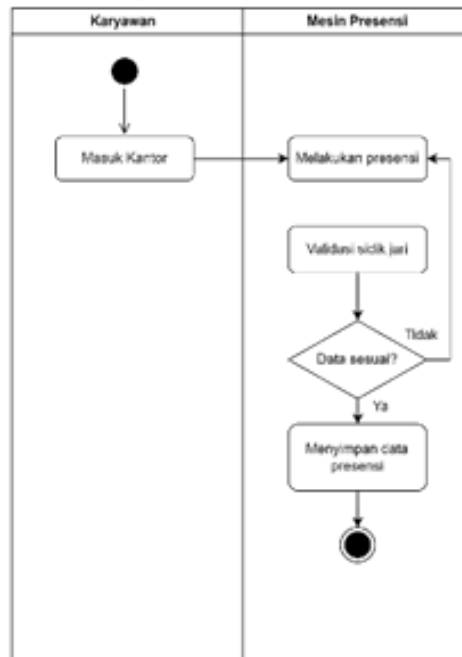 Karyawan
Mesin Presensi
Masuk Kantor
Melakukan presensi
Validasi sidik jari
Tidak
Data sesuai?
Ya
Menyimpan data
presensi